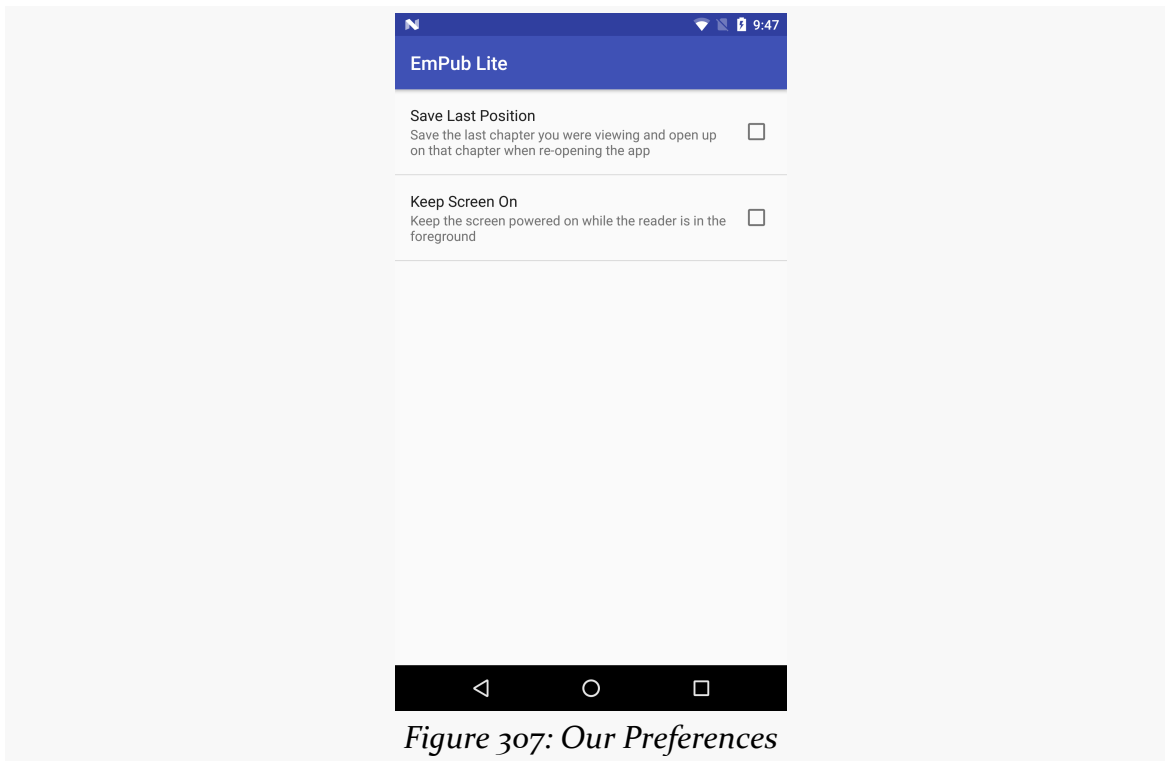 9:47
EmPub Lite
Save Last Position
Save the last chapter you were viewing and open up
on that chapter when re-opening the app
Keep Screen On
Keep the screen powered on while the reader is in the
foreground
Figure 307: Our Preferences